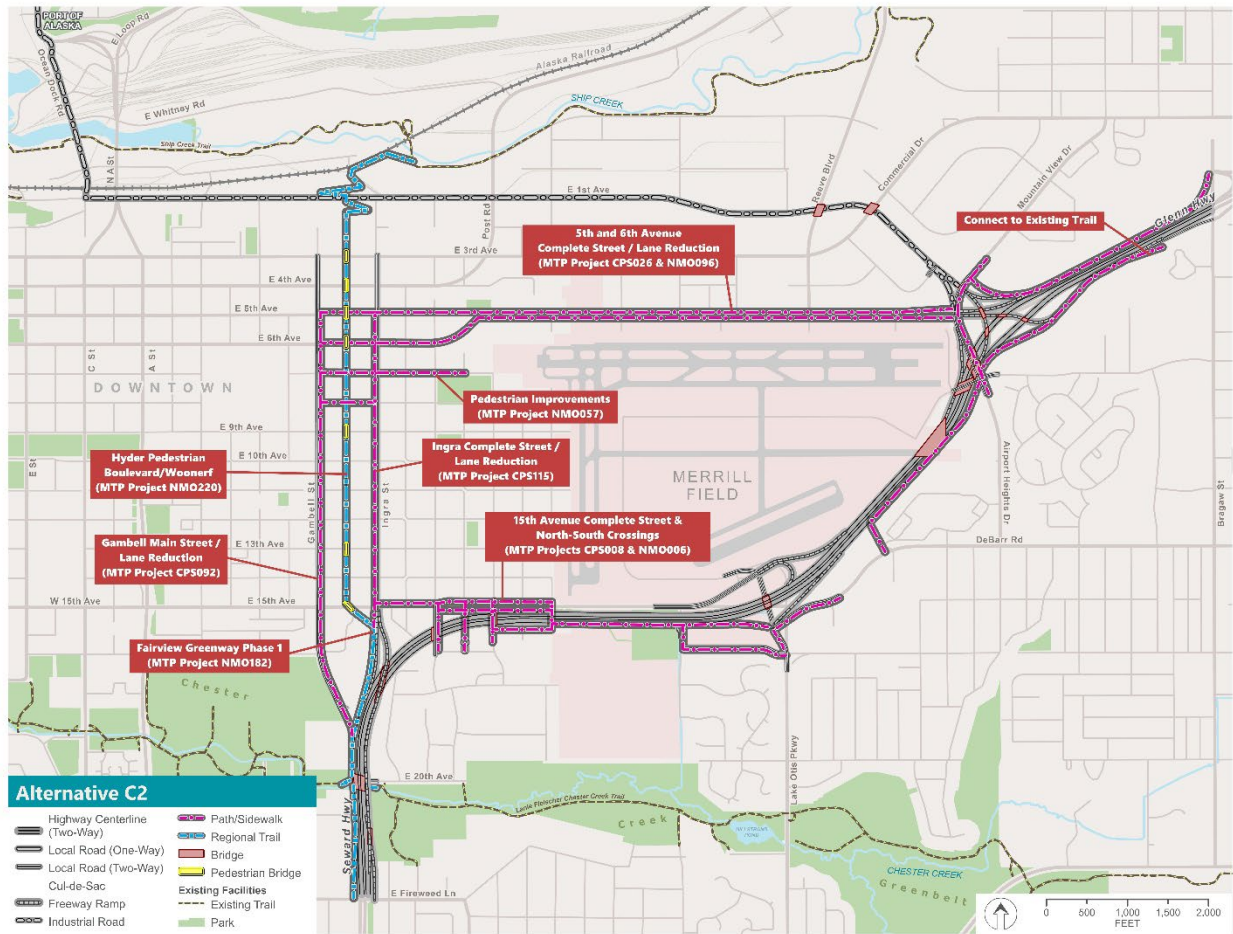 PORT OF
ALASKA
E Loop Rd
Ocean Dock Rd
E Whitney Rd
Alaska Railroad
SHIP CREEK
Ship Creek Trail
N A St
E 1st Ave
Reeve Blvd
Commercial Dr
Mountain View Dr
Glenn Hwy
Post Rd
E 3rd Ave
Connect to Existing Trail
5th and 6th Avenue
Complete Street / Lane Reduction
(MTP Project CPS026 & NMO096)
E 4th Ave
E 5th Ave
E 6th Ave
C St
A St
DOWNTOWN
Pedestrian Improvements
(MTP Project NMO057)
E 9th Ave
E 10th Ave
E St
Hyder Pedestrian
Boulevard/Woonerf
(MTP Project NMO220)
Ingra Complete Street /
Lane Reduction
(MTP Project CPS115)
Gambell St
Ingra St
MERRILL
FIELD
Airport Heights Dr
Bragaw St
15th Avenue Complete Street &
North-South Crossings
(MTP Projects CPS008 & NMO006)
Gambell Main Street /
Lane Reduction
(MTP Project CPS092)
E 13th Ave
DeBarr Rd
W 15th Ave
E 15th Ave
Fairview Greenway Phase 1
(MTP Project NMO182)
Chester
E 20th Ave
Lanie Fleischer Chester Creek Trail
Creek
Lake Otis Pkwy
Seward Hwy
CHESTER CREEK
Greenbelt
E Fireweed Ln
Alternative C2
Highway Centerline
(Two-Way)
Local Road (One-Way)
Local Road (Two-Way)
Cul-de-Sac
Freeway Ramp
Industrial Road
Path/Sidewalk
Regional Trail
Bridge
Pedestrian Bridge
Existing Facilities
Existing Trail
Park
0 500 1,000 1,500 2,000
FEET